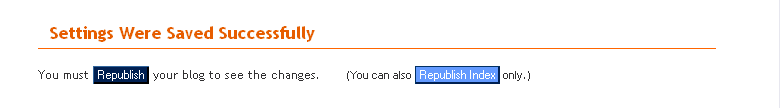 Settings Were Saved Successfully
You must Republish your blog to see the changes. (You can also Republish Index only.)